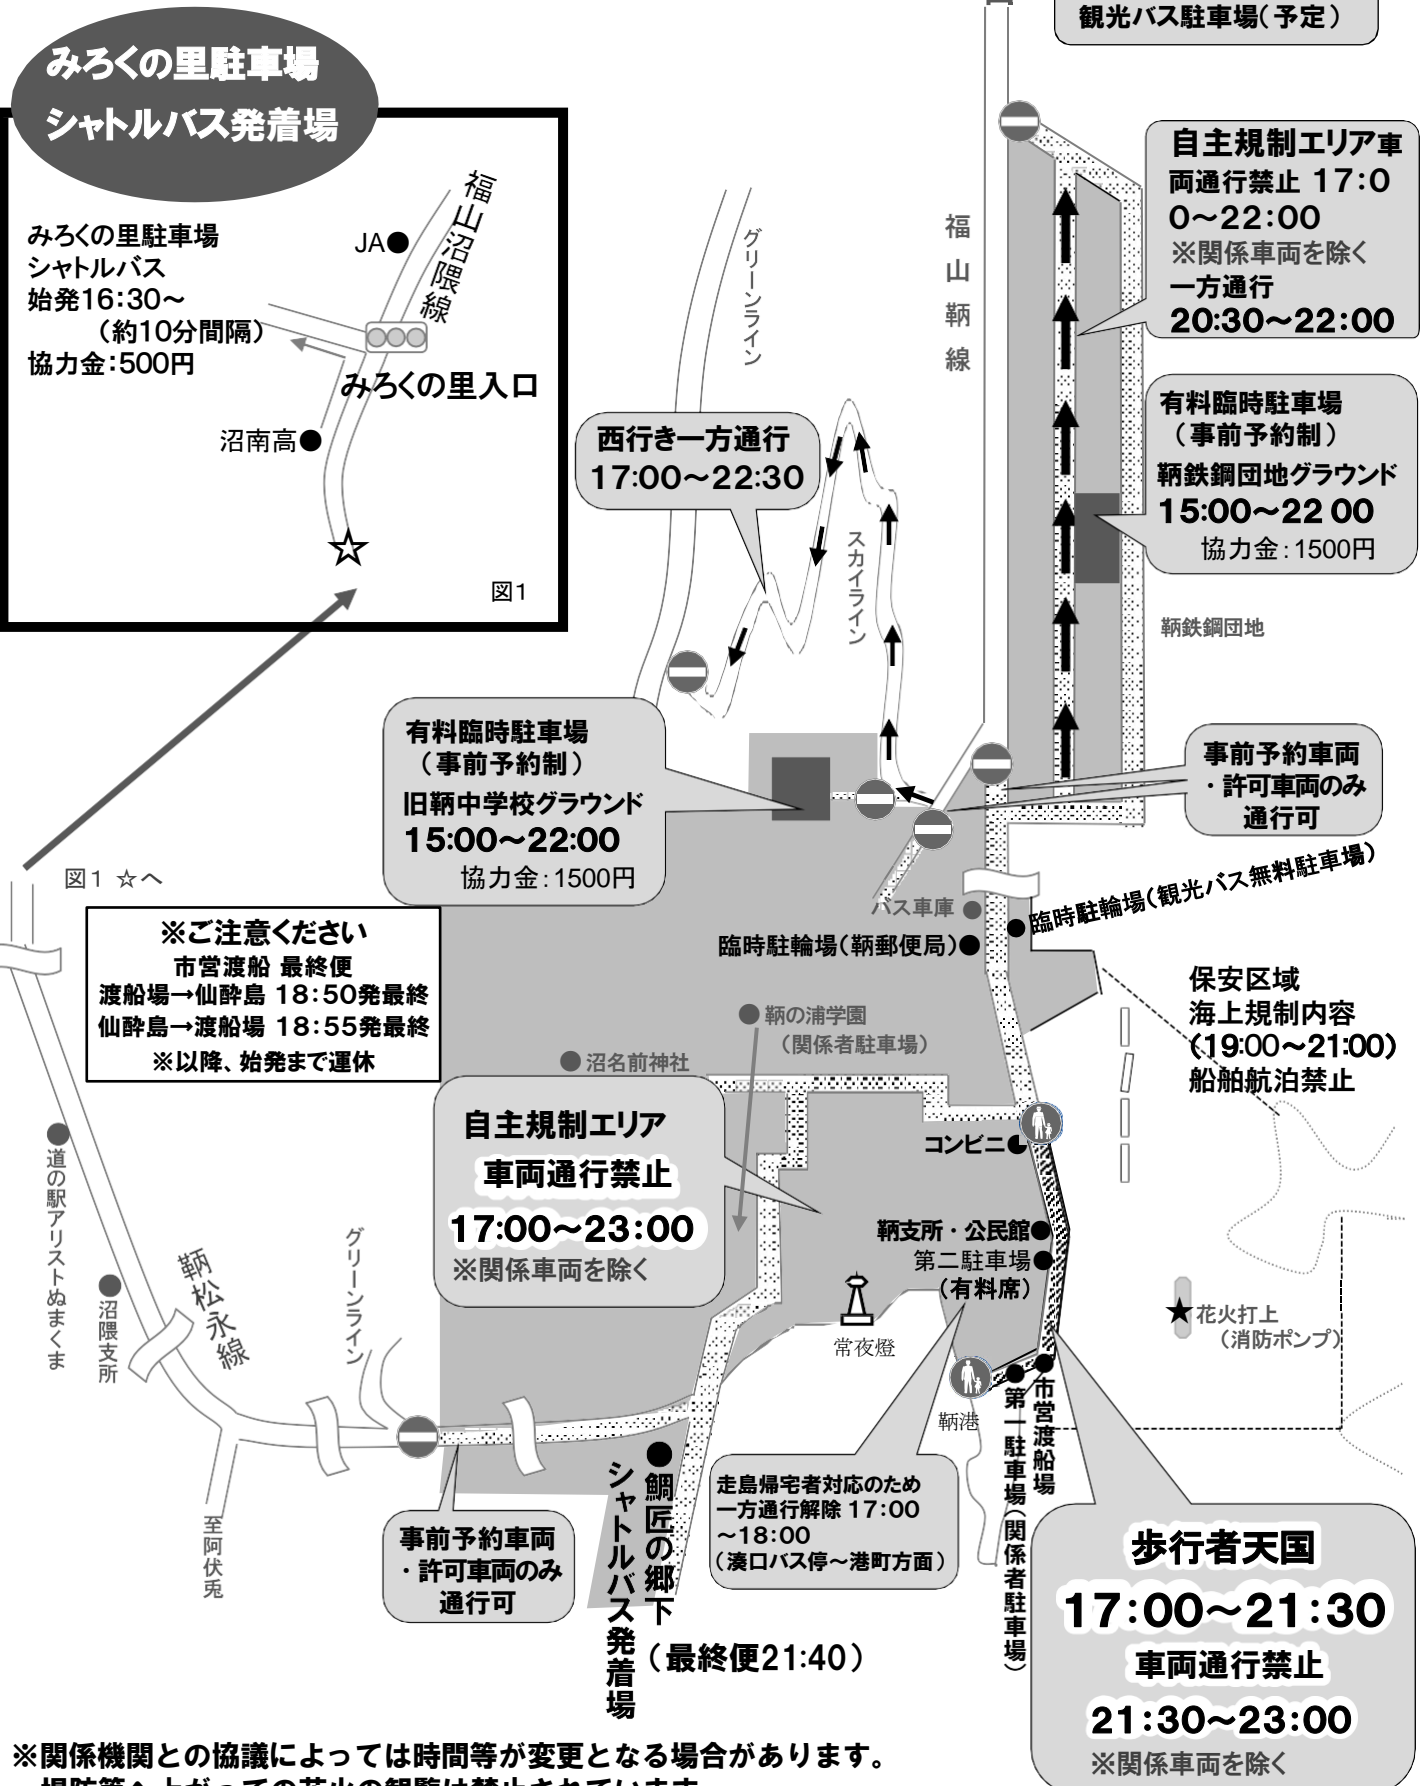 観光バス駐車場(予定)
みろくの里駐車場
シャトルバス発着場
みろくの里駐車場
シャトルバス
始発16:30～
(約10分間隔)
協力金:500円
JA
福山沼隈線
みろくの里入口
沼南高
図1
グリーンライン
福山鞆線
自主規制エリア車
両通行禁止 17:0
0～22:00
※関係車両を除く
一方通行
20:30～22:00
西行き一方通行
17:00～22:30
スカイライン
有料臨時駐車場
(事前予約制)
鞆鉄鋼団地グラウンド
15:00～22 00
協力金:1500円
鞆鉄鋼団地
有料臨時駐車場
(事前予約制)
旧鞆中学校グラウンド
15:00～22:00
協力金:1500円
事前予約車両
・許可車両のみ
通行可
図1 ☆へ
※ご注意ください
市営渡船 最終便
渡船場→仙酔島 18:50発最終
仙酔島→渡船場 18:55発最終
※以降、始発まで運休
バス車庫
臨時駐輪場(観光バス無料駐車場)
臨時駐輪場(鞆郵便局)
保安区域
海上規制内容
(19:00～21:00)
船舶航泊禁止
鞆の浦学園
(関係者駐車場)
沼名前神社
自主規制エリア
車両通行禁止
17:00～23:00
※関係車両を除く
コンビニ
鞆支所・公民館
第二駐車場
(有料席)
道の駅アリストぬまくま
沼隈支所
鞆松永線
グリーンライン
常夜燈
★花火打上
(消防ポンプ)
鞆港
市営渡船場
第一駐車場(関係者駐車場)
走島帰宅者対応のため
一方通行解除 17:00
～18:00
(湊口バス停～港町方面)
至阿伏兎
事前予約車両
・許可車両のみ
通行可
鯛匠の郷下
シャトルバス発着場
(最終便21:40)
歩行者天国
17:00～21:30
車両通行禁止
21:30～23:00
※関係車両を除く
※関係機関との協議によっては時間等が変更となる場合があります。